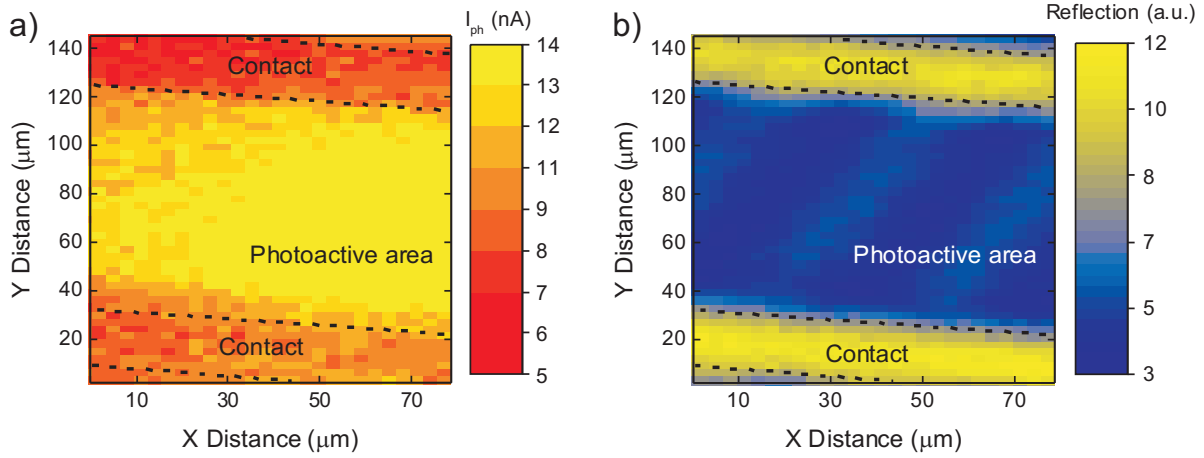 a)
I_ph (nA)
140
120
100
80
60
40
20
Y Distance (μm)
Contact
Photoactive area
Contact
10
30
50
70
X Distance (μm)
14
13
12
10
9
8
7
6
5
b)
Reflection (a.u.)
140
120
100
80
60
40
20
Y Distance (μm)
Contact
Photoactive area
Contact
10
30
50
70
X Distance (μm)
12
10
8
7
5
3